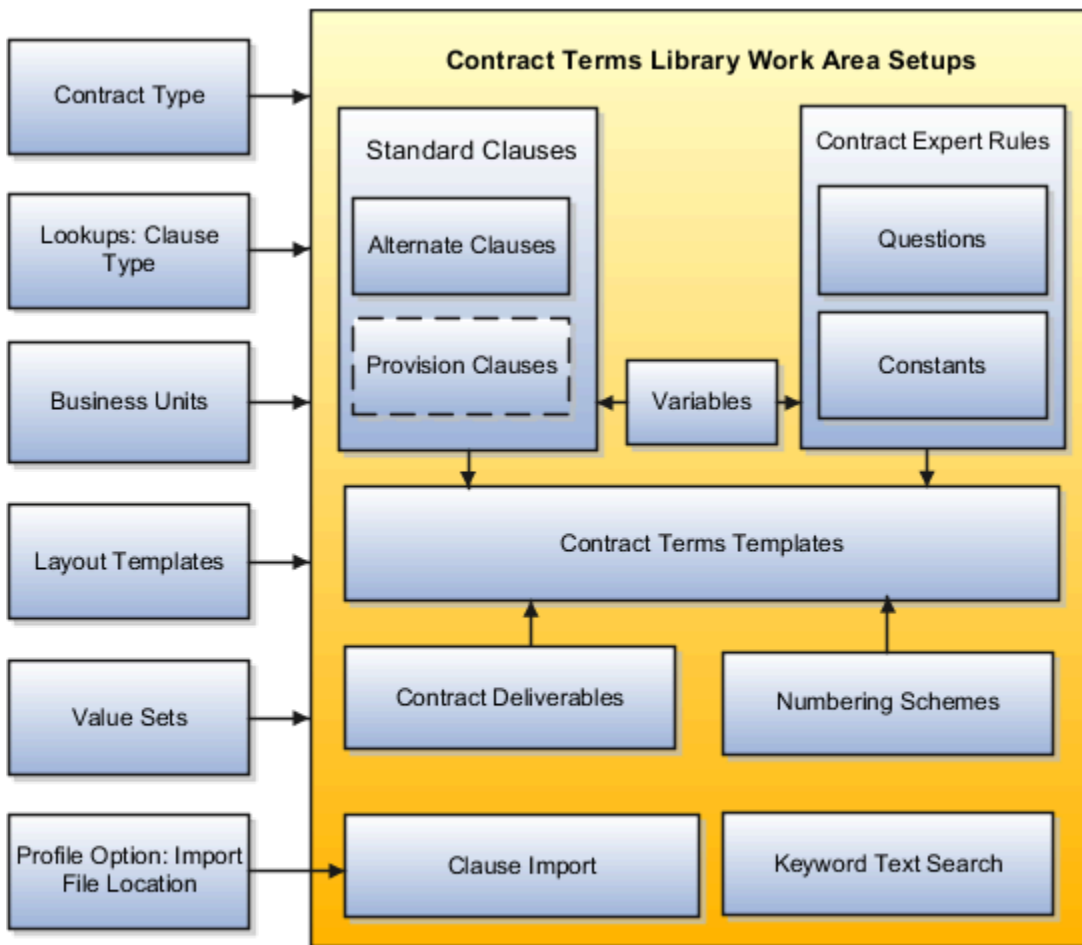 Contract Terms Library Work Area Setups
Contract Type
Lookups: Clause
Type
Business Units
Layout Templates
Value Sets
Profile Option: Import
File Location
Standard Clauses
Alternate Clauses
Provision Clauses
Variables
Contract Expert Rules
Questions
Constants
Contract Terms Templates
Contract Deliverables
Numbering Schemes
Clause Import
Keyword Text Search